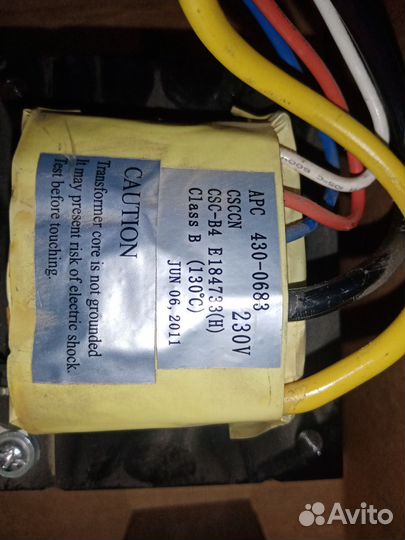 APC 430-0683
CSCCN 230V
CSC-B4 E184733(H)
Class B (130°C)
JUN 06, 2011
CAUTION
Transformer core is not grounded
It may present risk of electric shock.
Test before touching.
Avito